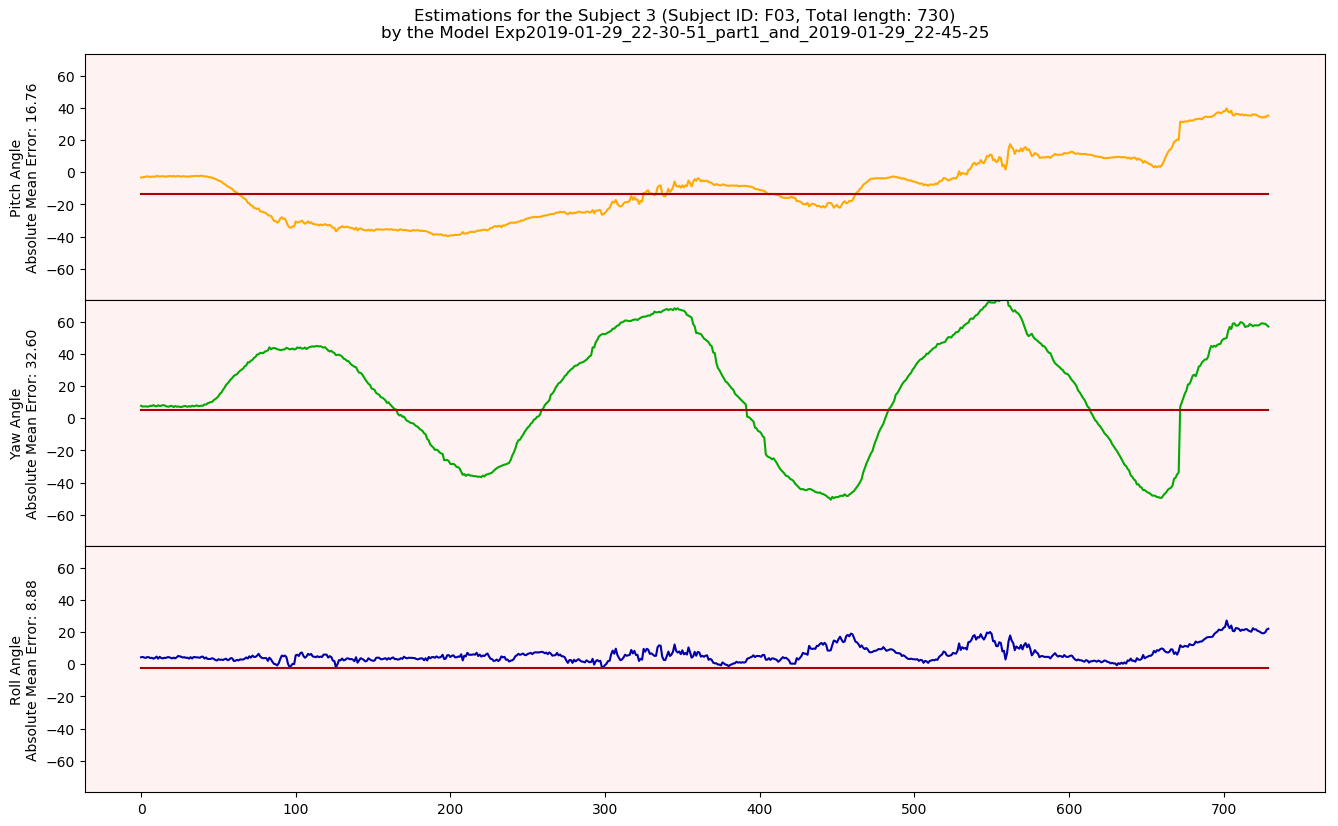 Estimations for the Subject 3 (Subject ID: F03, Total length: 730)
by the Model Exp2019-01-29_22-30-51_part1_and_2019-01-29_22-45-25
Pitch Angle
Absolute Mean Error: 16.76
60
40
20
0
−20
−40
−60
Yaw Angle
Absolute Mean Error: 32.60
60
40
20
0
−20
−40
−60
Roll Angle
Absolute Mean Error: 8.88
60
40
20
0
−20
−40
−60
0 100 200 300 400 500 600 700